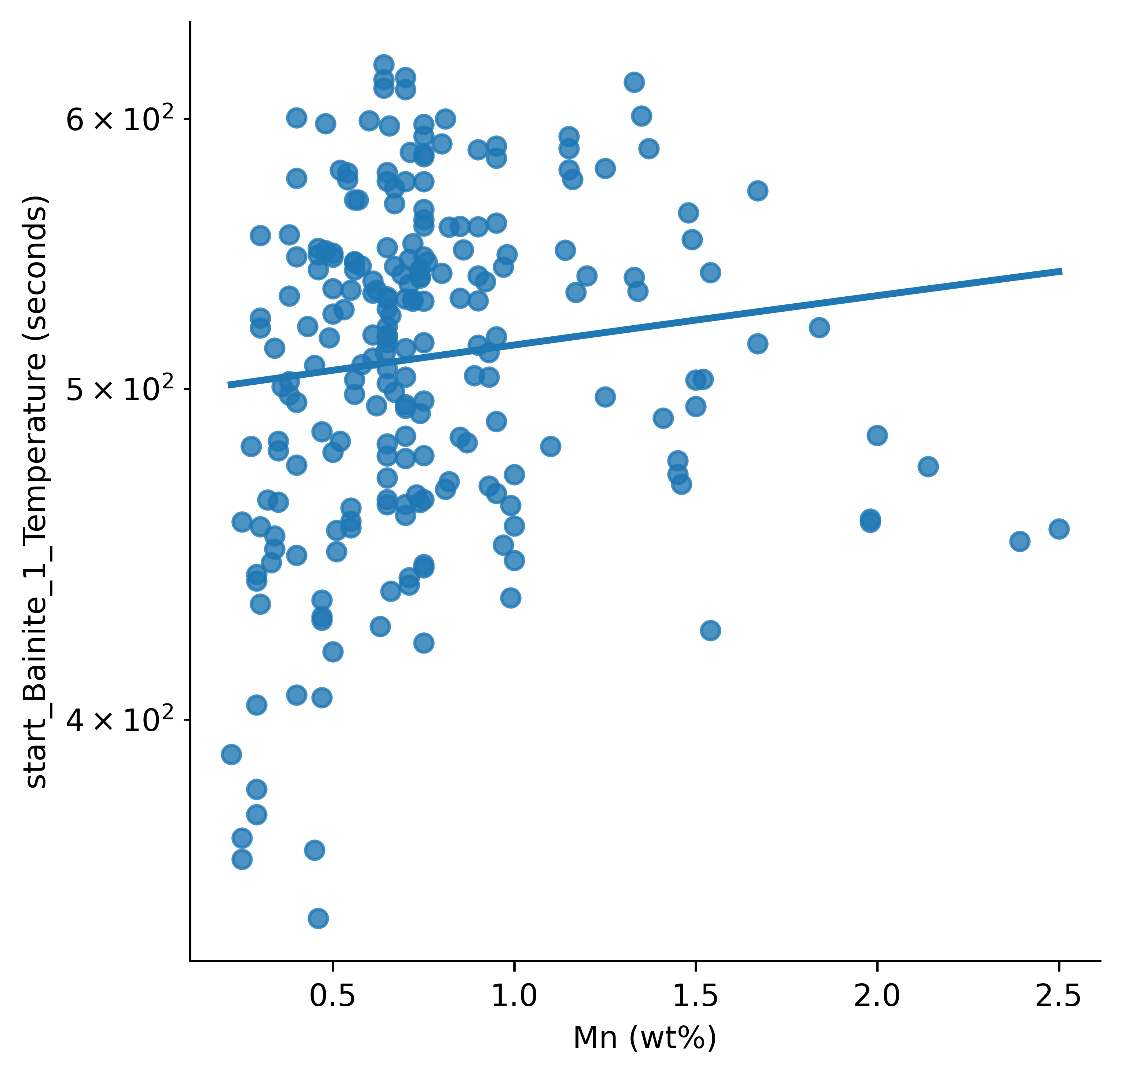 start_Bainite_1_Temperature (seconds)
6 × 10²
5 × 10²
4 × 10²
0.5 1.0 1.5 2.0 2.5
Mn (wt%)